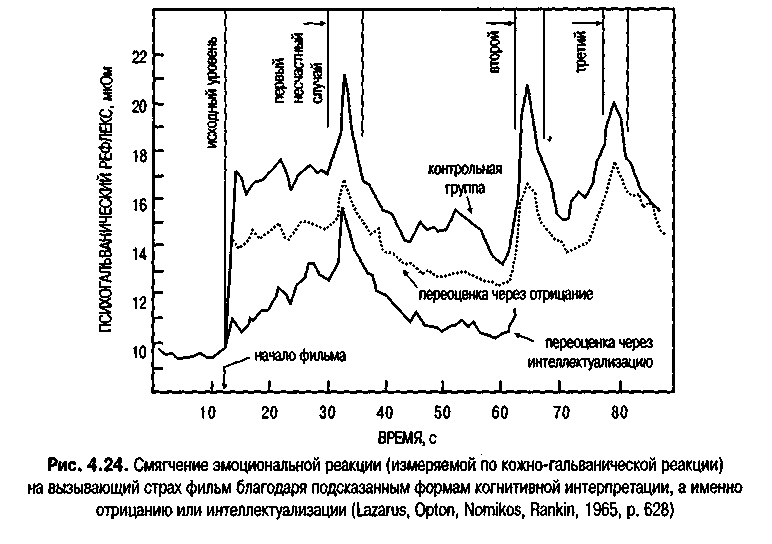 ПСИХОГАЛЬВАНИЧЕСКИЙ РЕФЛЕКС, мкОм
22
20
18
16
14
12
10
исходный уровень
первый
несчастный
случай
второй
третий
контрольная
группа
переоценка через отрицание
переоценка через
интеллектуализацию
начало фильма
10 20 30 40 50 60 70 80
ВРЕМЯ, с
Рис. 4.24. Смягчение эмоциональной реакции (измеряемой по кожно-гальванической реакции)
на вызывающий страх фильм благодаря подсказанным формам когнитивной интерпретации, а именно
отрицанию или интеллектуализации (Lazarus, Opton, Nomikos, Rankin, 1965, p. 628)